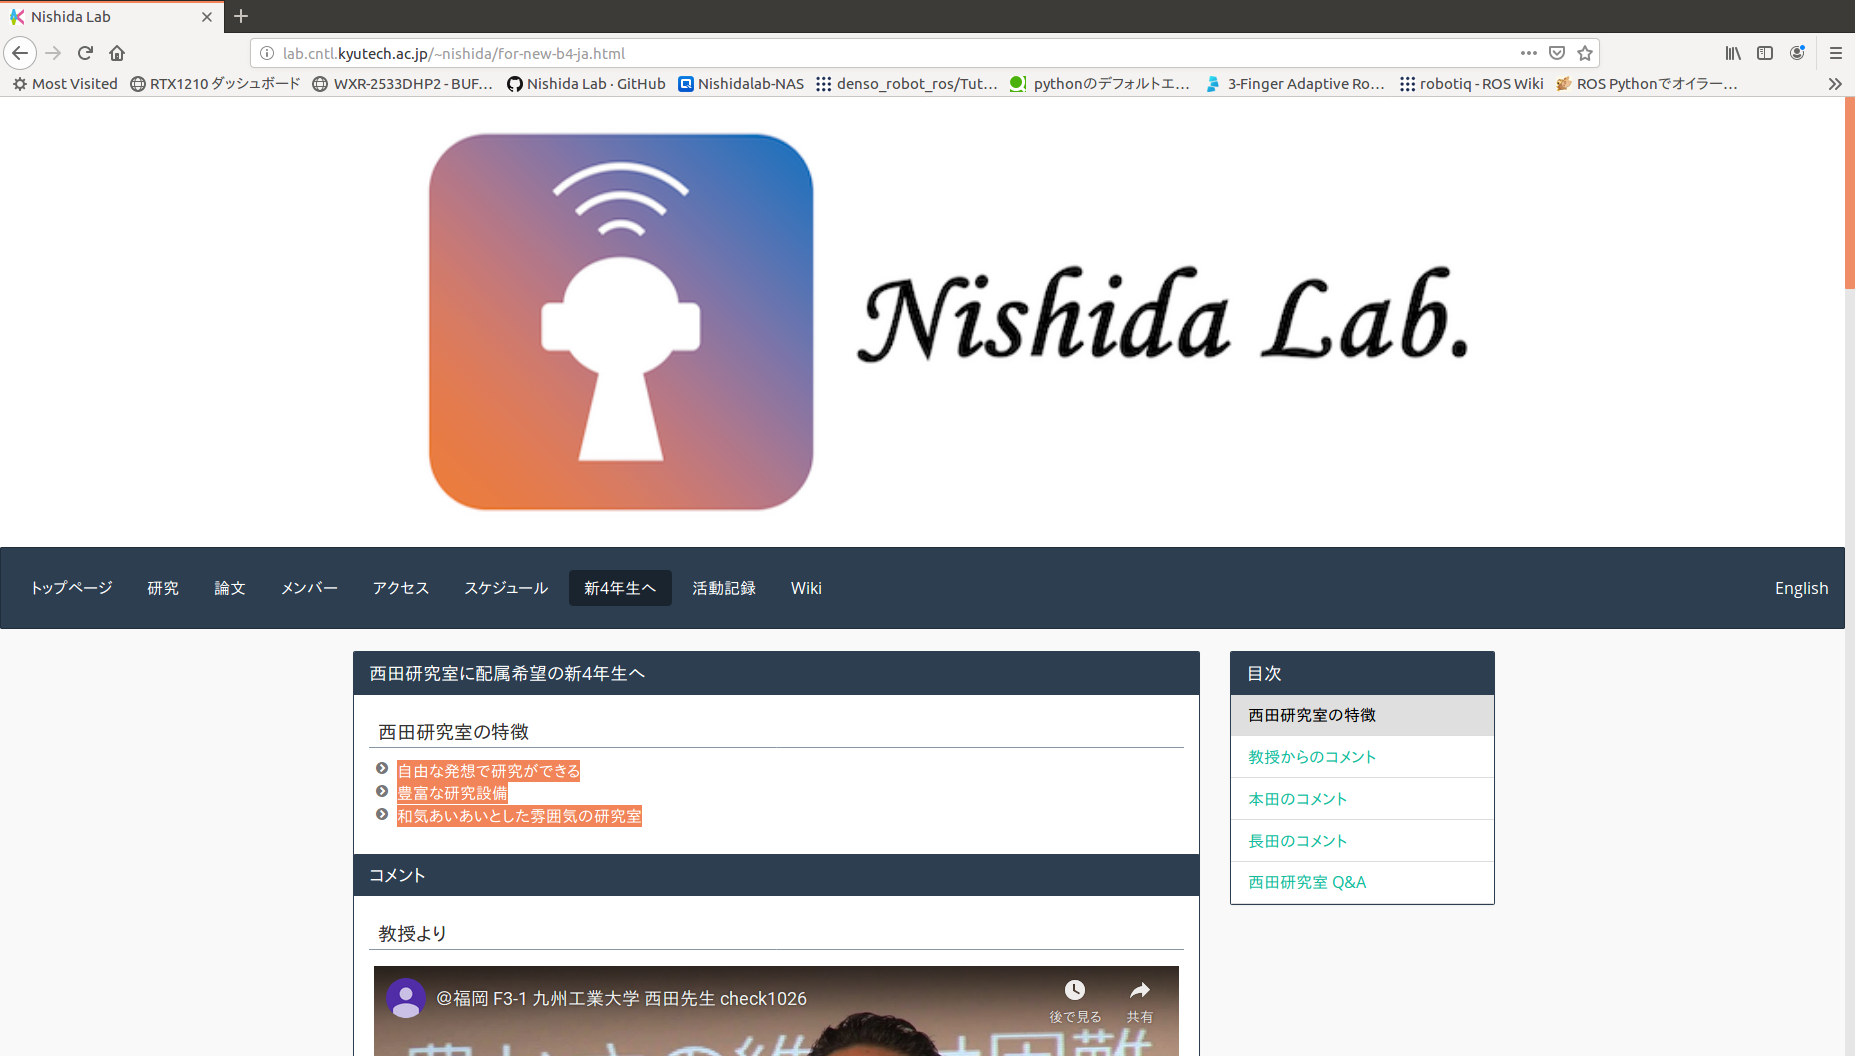 Nishida Lab
lab.cntl.kyutech.ac.jp/~nishida/for-new-b4-ja.html
Most Visited RTX1210 ダッシュボード WXR-2533DHP2 - BUF… Nishida Lab · GitHub Nishidalab-NAS denso_robot_ros/Tut… pythonのデフォルトエ… 3-Finger Adaptive Ro… robotiq - ROS Wiki ROS Pythonでオイラー…
Nishida Lab.
トップページ 研究 論文 メンバー アクセス スケジュール 新4年生へ 活動記録 Wiki English
西田研究室に配属希望の新4年生へ
西田研究室の特徴
自由な発想で研究ができる
豊富な研究設備
和気あいあいとした雰囲気の研究室
コメント
教授より
@福岡 F3-1 九州工業大学 西田先生 check1026
後で見る 共有
目次
西田研究室の特徴
教授からのコメント
本田のコメント
長田のコメント
西田研究室 Q&A